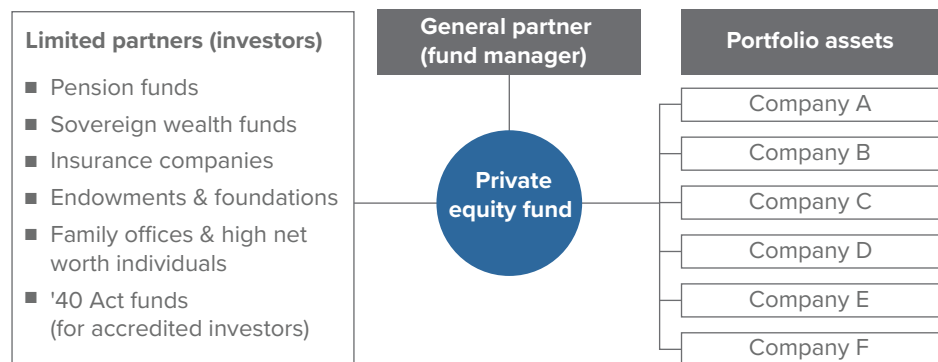 Limited partners (investors)
Pension funds
Sovereign wealth funds
Insurance companies
Endowments & foundations
Family offices & high net
worth individuals
'40 Act funds
(for accredited investors)
General partner
(fund manager)
Private
equity fund
Portfolio assets
Company A
Company B
Company C
Company D
Company E
Company F